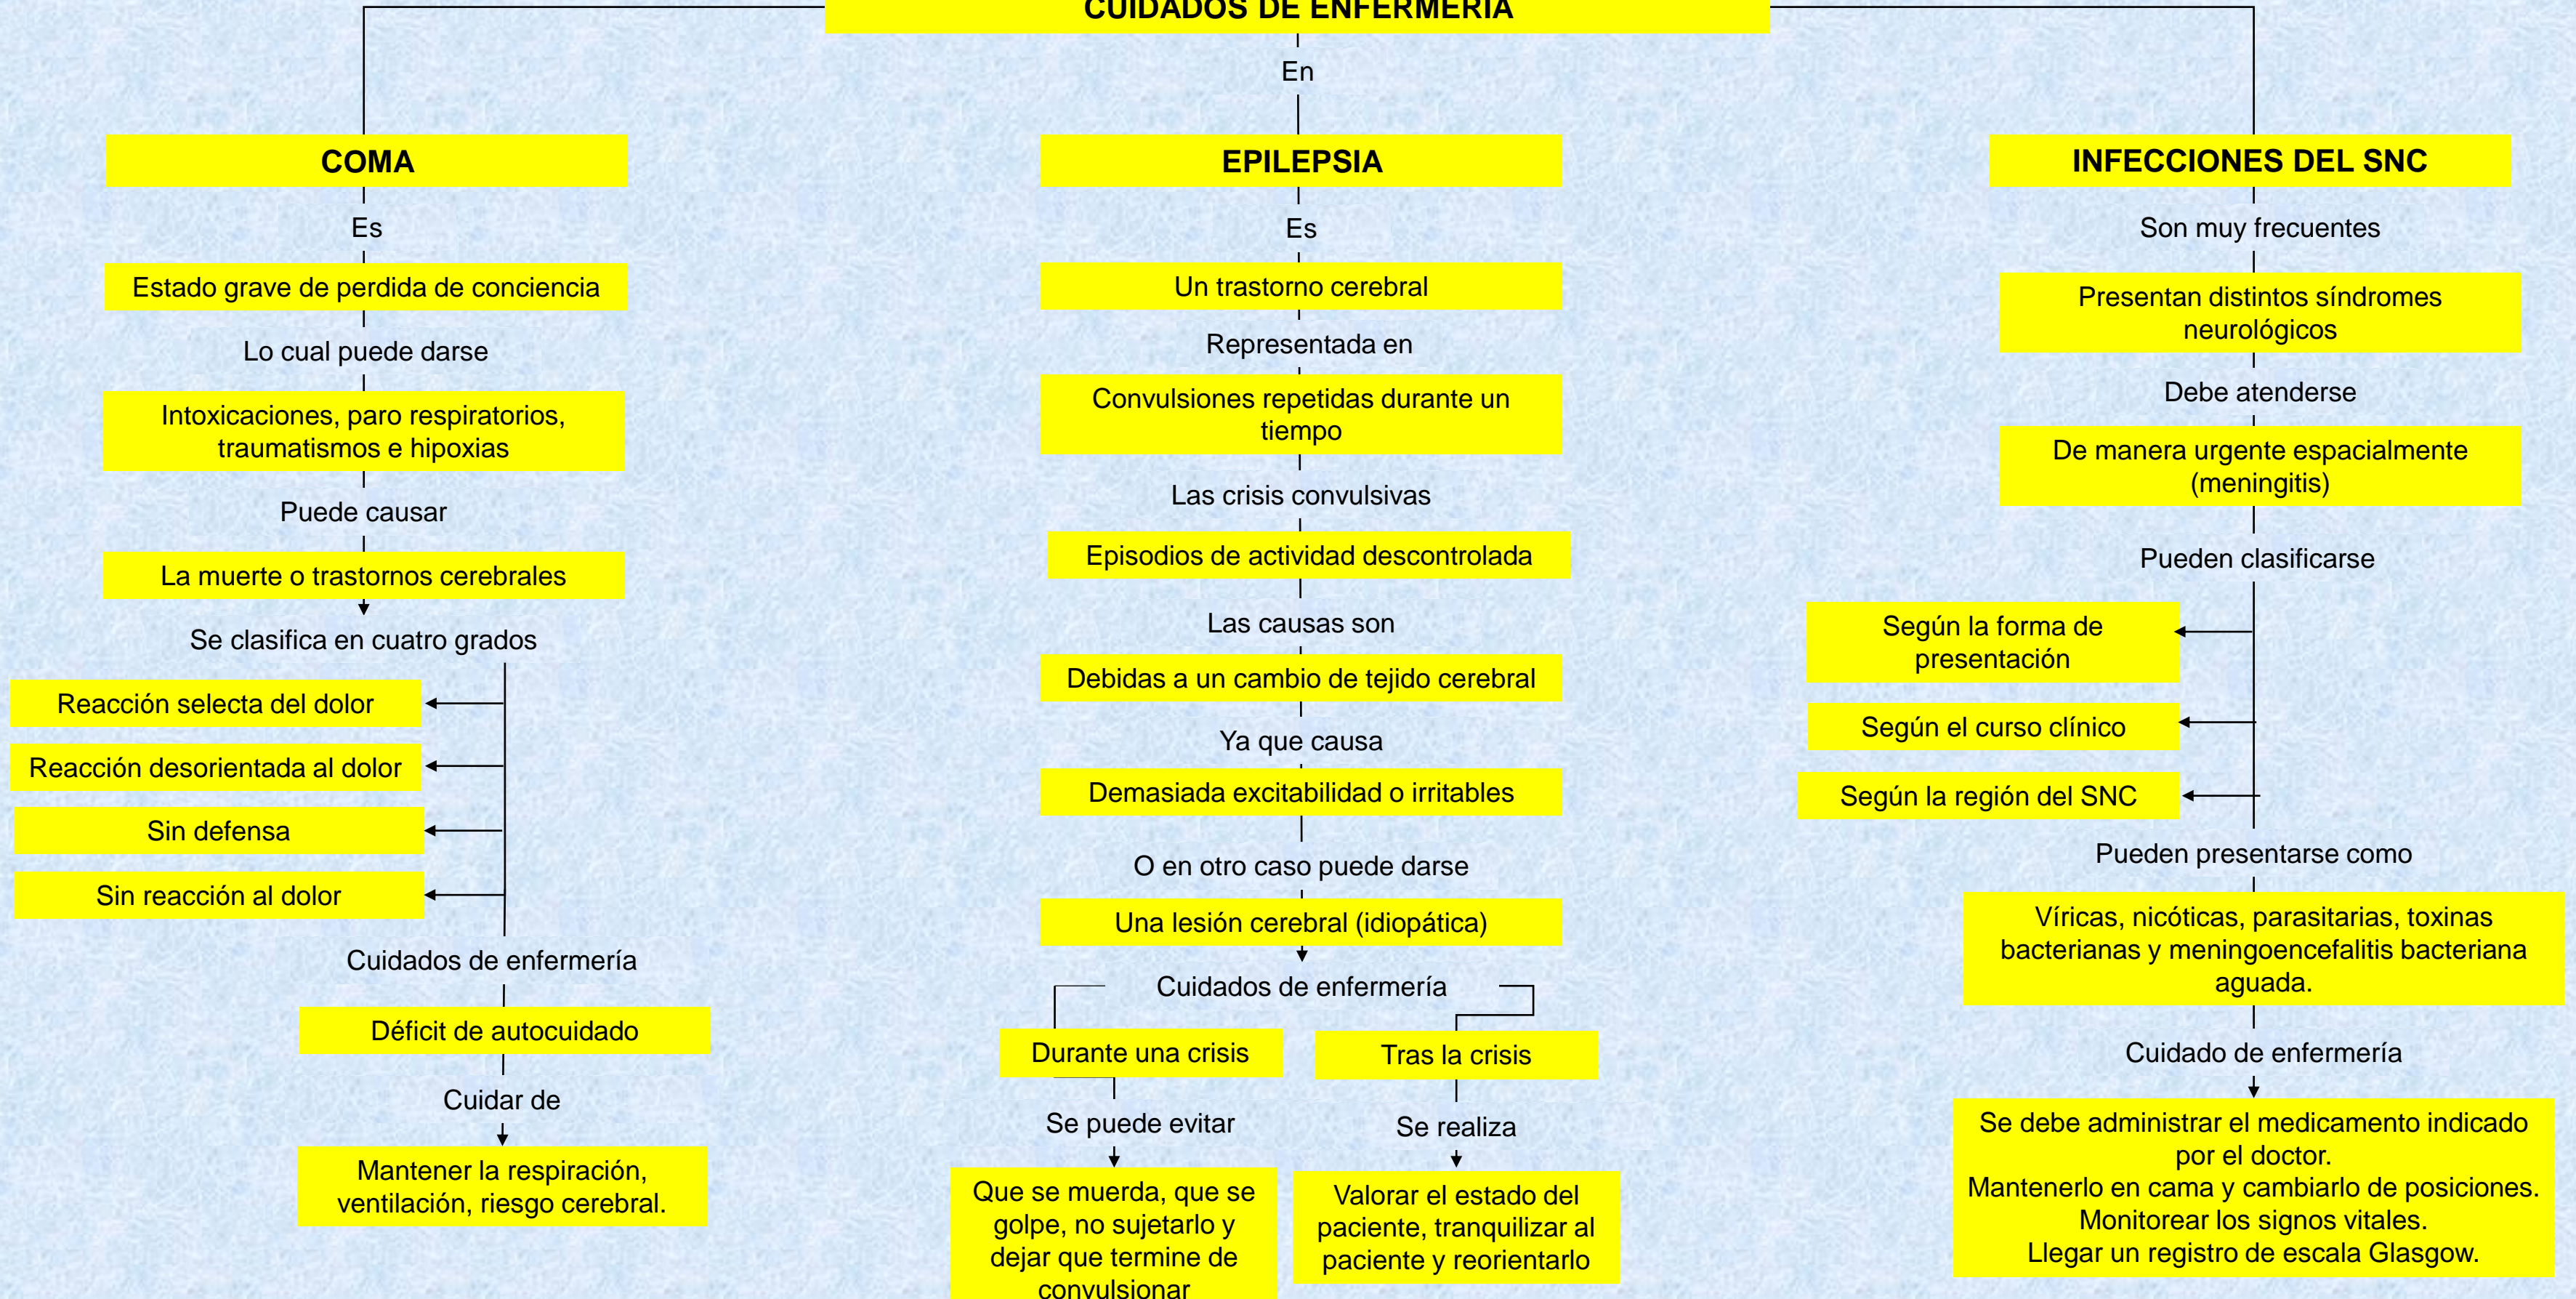 CUIDADOS DE ENFERMERIA
En
COMA
Es
Estado grave de perdida de conciencia
Lo cual puede darse
Intoxicaciones, paro respiratorios,
traumatismos e hipoxias
Puede causar
La muerte o trastornos cerebrales
Se clasifica en cuatro grados
Reacción selecta del dolor
Reacción desorientada al dolor
Sin defensa
Sin reacción al dolor
Cuidados de enfermería
Déficit de autocuidado
Cuidar de
Mantener la respiración,
ventilación, riesgo cerebral.
EPILEPSIA
Es
Un trastorno cerebral
Representada en
Convulsiones repetidas durante un
tiempo
Las crisis convulsivas
Episodios de actividad descontrolada
Las causas son
Debidas a un cambio de tejido cerebral
Ya que causa
Demasiada excitabilidad o irritables
O en otro caso puede darse
Una lesión cerebral (idiopática)
Cuidados de enfermería
Durante una crisis
Se puede evitar
Que se muerda, que se
golpe, no sujetarlo y
dejar que termine de
convulsionar
Tras la crisis
Se realiza
Valorar el estado del
paciente, tranquilizar al
paciente y reorientarlo
INFECCIONES DEL SNC
Son muy frecuentes
Presentan distintos síndromes
neurológicos
Debe atenderse
De manera urgente espacialmente
(meningitis)
Pueden clasificarse
Según la forma de
presentación
Según el curso clínico
Según la región del SNC
Pueden presentarse como
Víricas, nicóticas, parasitarias, toxinas
bacterianas y meningoencefalitis bacteriana
aguada.
Cuidado de enfermería
Se debe administrar el medicamento indicado
por el doctor.
Mantenerlo en cama y cambiarlo de posiciones.
Monitorear los signos vitales.
Llegar un registro de escala Glasgow.